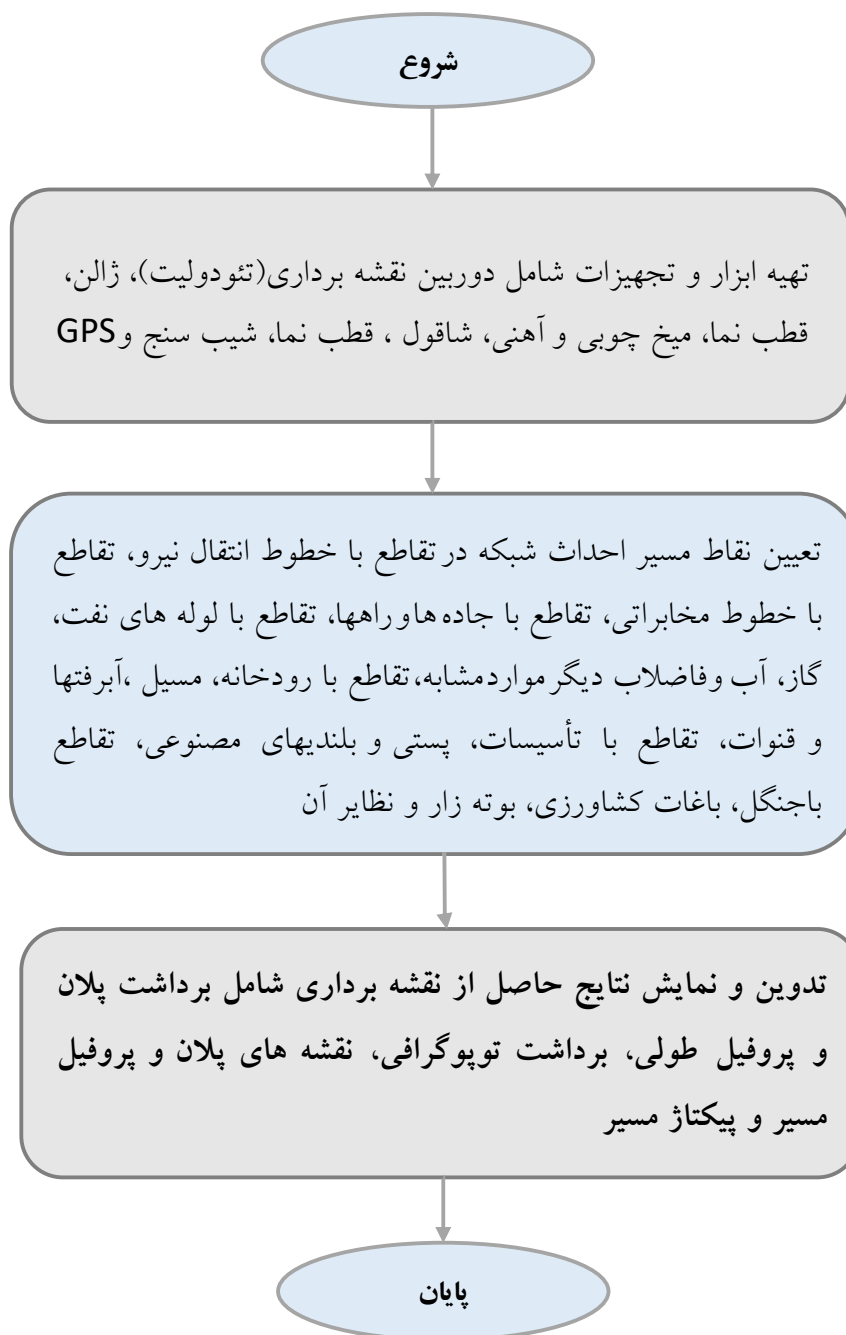 شروع
تهیه ابزار و تجهیزات شامل دوربین نقشه برداری(تئودولیت)، ژالن،
قطب نما، میخ چوبی و آهنی، شاقول ، قطب نما، شیب سنج وGPS
تعیین نقاط مسیر احداث شبکه در تقاطع با خطوط انتقال نیرو، تقاطع
با خطوط مخابراتی، تقاطع با جاده هاوراهها، تقاطع با لوله های نفت،
گاز، آب وفاضلاب دیگر مواردمشابه،تقاطع با رودخانه، مسیل ،آبرفتها
و قنوات، تقاطع با تأسیسات، پستی و بلندیهای مصنوعی، تقاطع
باجنگل، باغات کشاورزی، بوته زار و نظایر آن
تدوین و نمایش نتایج حاصل از نقشه برداری شامل برداشت پلان
و پروفیل طولی، برداشت توپوگرافی، نقشه های پلان و پروفیل
مسیر و پیکتاژ مسیر
پایان